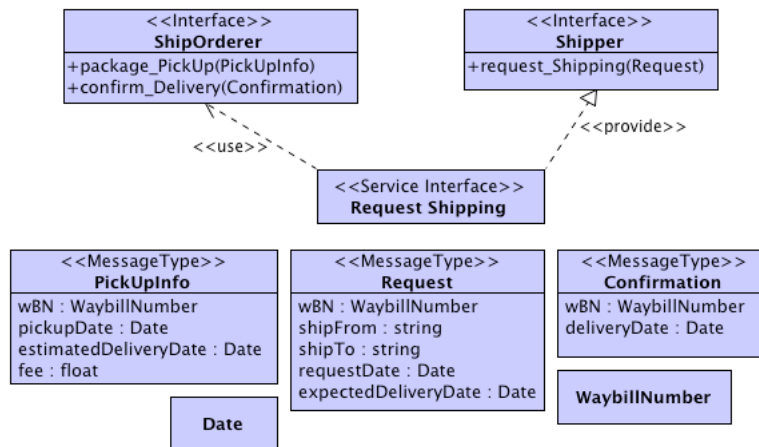 <<Interface>>
ShipOrderer
+package_PickUp(PickUpInfo)
+confirm_Delivery(Confirmation)
<<Interface>>
Shipper
+request_Shipping(Request)
<<use>>
<<provide>>
<<Service Interface>>
Request Shipping
<<MessageType>>
PickUpInfo
wBN : WaybillNumber
pickupDate : Date
estimatedDeliveryDate : Date
fee : float
<<MessageType>>
Request
wBN : WaybillNumber
shipFrom : string
shipTo : string
requestDate : Date
expectedDeliveryDate : Date
<<MessageType>>
Confirmation
wBN : WaybillNumber
deliveryDate : Date
Date
WaybillNumber